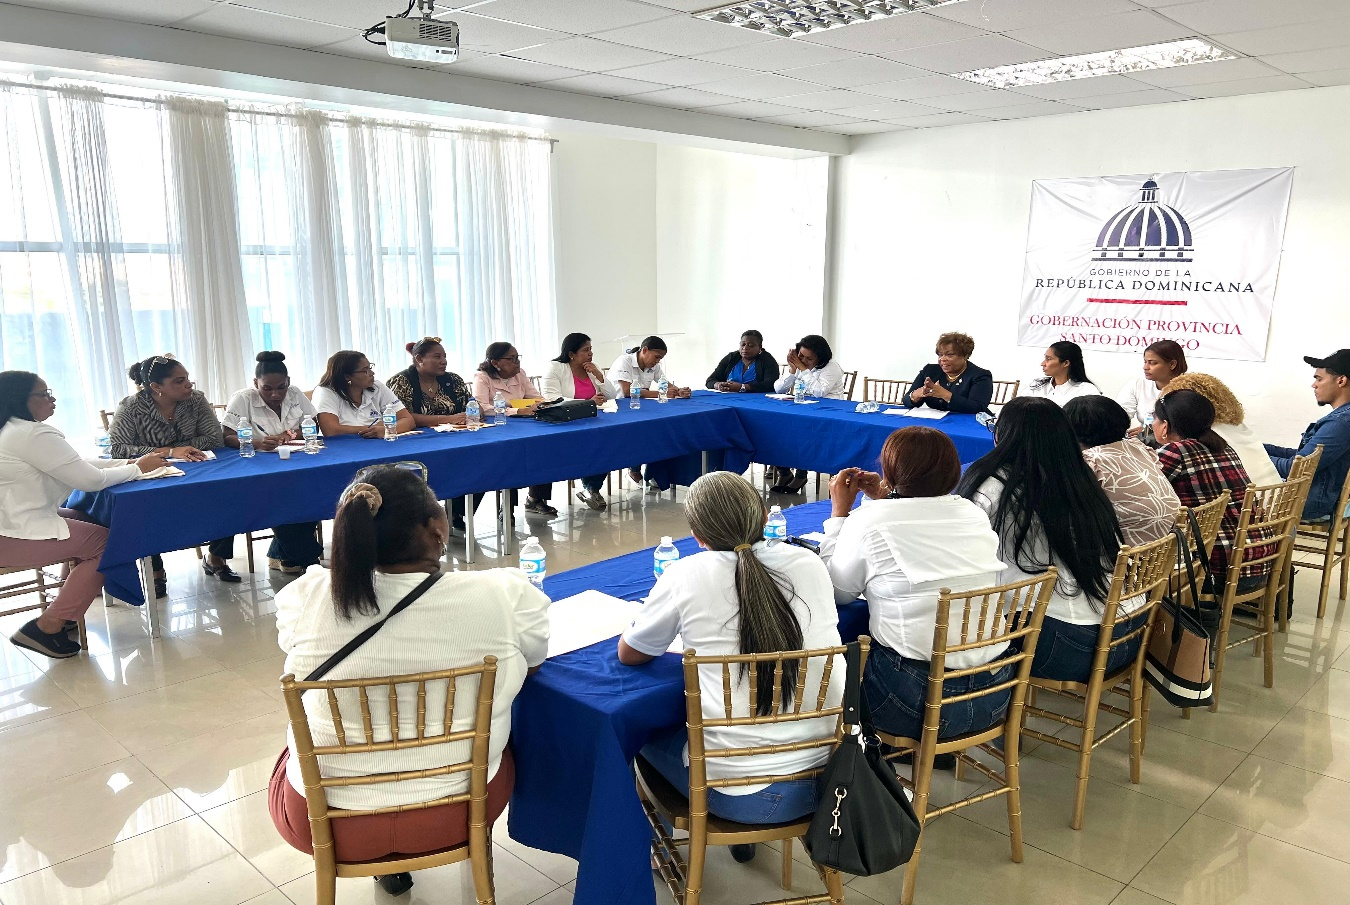 GOBIERNO DE LA
REPÚBLICA DOMINICANA
GOBERNACIÓN PROVINCIA
SANTO DOMINGO